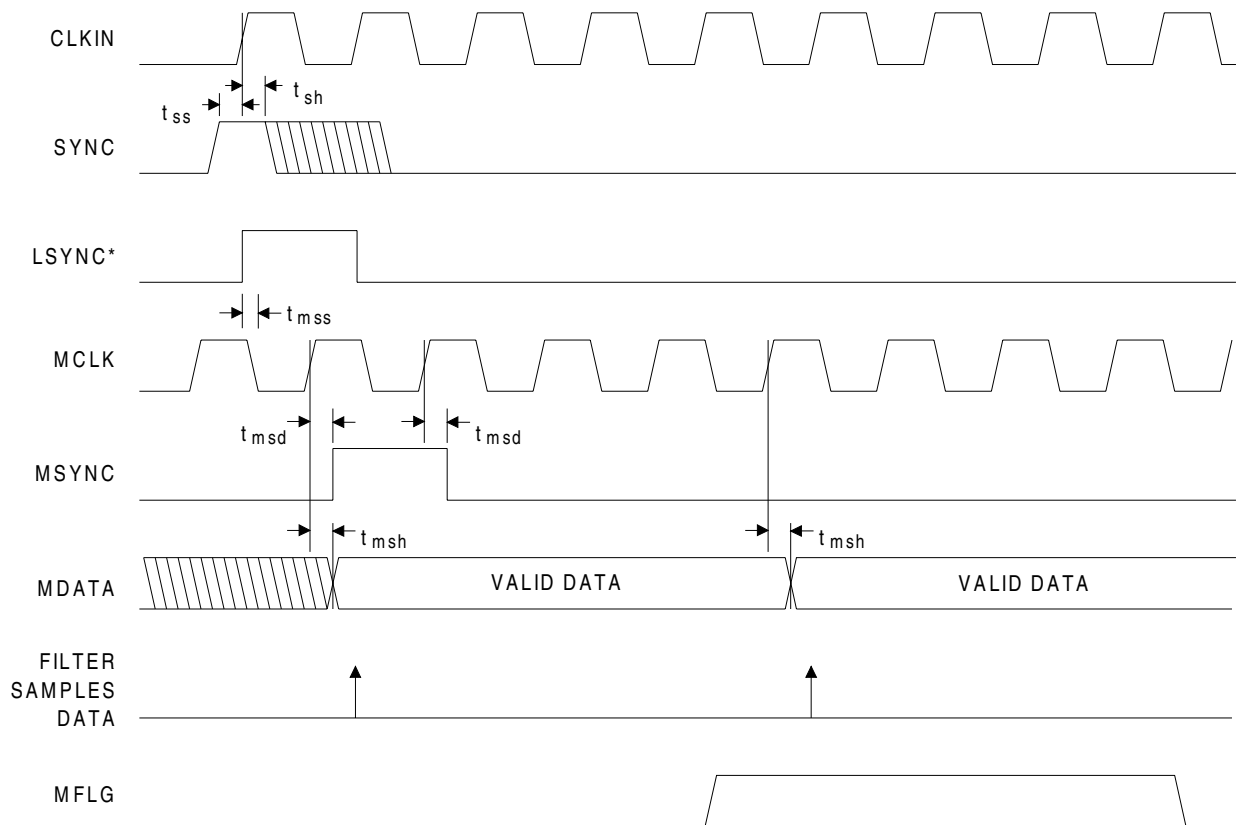 CLKIN
t sh
t ss
SYNC
LSYNC*
t mss
MCLK
t msd
t msd
MSYNC
t msh
t msh
MDATA
VALID DATA
VALID DATA
FILTER
SAMPLES
DATA
MFLG